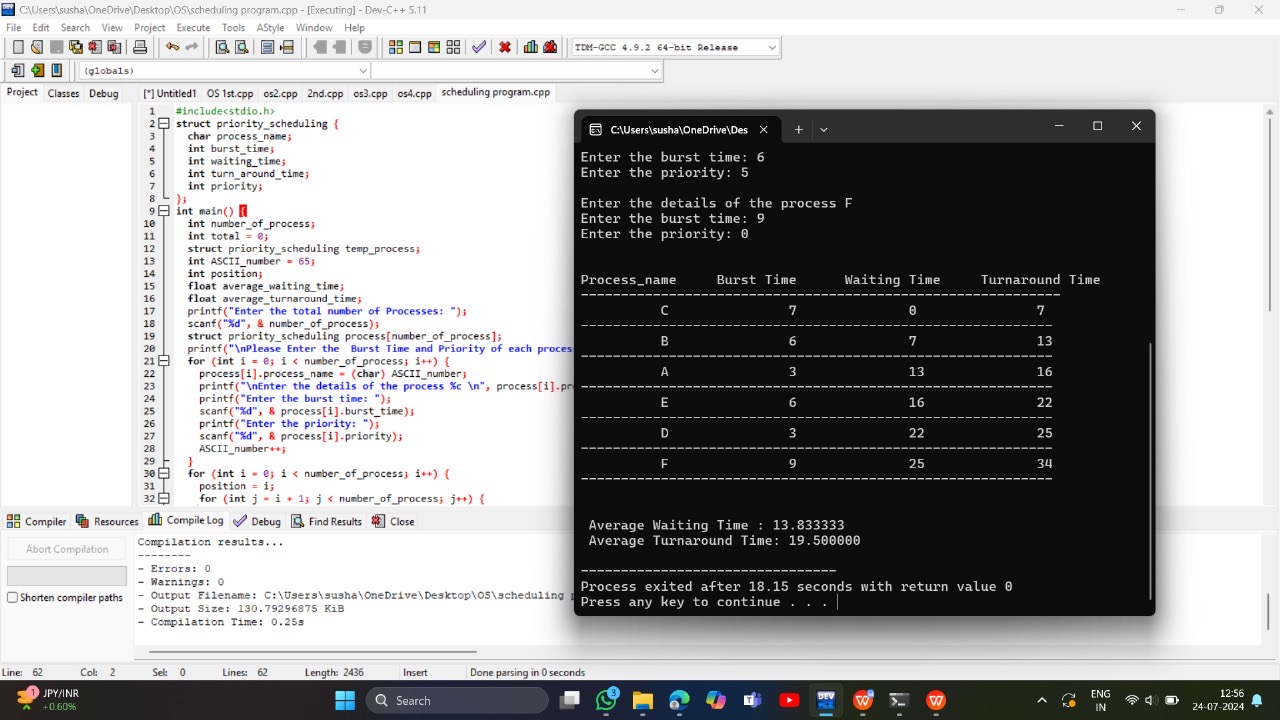 C:\Users\susha\OneDrive\Desktop\OS\scheduling program.cpp - [Executing] - Dev-C++ 5.11
File Edit Search View Project Execute Tools AStyle Window Help
TDM-GCC 4.9.2 64-bit Release
(globals)
Project Classes Debug
[*] Untitled1 OS 1st.cpp os2.cpp 2nd.cpp os3.cpp os4.cpp scheduling program.cpp
1 #include<stdio.h>
2 struct priority_scheduling {
3 char process_name;
4 int burst_time;
5 int waiting_time;
6 int turn_around_time;
7 int priority;
8 };
9 int main() {
10 int number_of_process;
11 int total = 0;
12 struct priority_scheduling temp_process;
13 int ASCII_number = 65;
14 int position;
15 float average_waiting_time;
16 float average_turnaround_time;
17 printf("Enter the total number of Processes: ");
18 scanf("%d", & number_of_process);
19 struct priority_scheduling process[number_of_process];
20 printf("\nPlease Enter the  Burst Time and Priority of each proces
21 for (int i = 0; i < number_of_process; i++) {
22 process[i].process_name = (char) ASCII_number;
23 printf("\nEnter the details of the process %c \n", process[i].pr
24 printf("Enter the burst time: ");
25 scanf("%d", & process[i].burst_time);
26 printf("Enter the priority: ");
27 scanf("%d", & process[i].priority);
28 ASCII_number++;
29 }
30 for (int i = 0; i < number_of_process; i++) {
31 position = i;
32 for (int j = i + 1; j < number_of_process; j++) {
C:\Users\susha\OneDrive\Des
Enter the burst time: 6
Enter the priority: 5
Enter the details of the process F
Enter the burst time: 9
Enter the priority: 0
Process_name Burst Time Waiting Time Turnaround Time
------------------------------------------------------------
C 7 0 7
-----------------------------------------------------------
B 6 7 13
-----------------------------------------------------------
A 3 13 16
-----------------------------------------------------------
E 6 16 22
-----------------------------------------------------------
D 3 22 25
-----------------------------------------------------------
F 9 25 34
-----------------------------------------------------------
Average Waiting Time : 13.833333
Average Turnaround Time: 19.500000
--------------------------------
Process exited after 18.15 seconds with return value 0
Press any key to continue . . .
Compiler Resources Compile Log Debug Find Results Close
Abort Compilation
Shorten compiler paths
Compilation results...
--------
- Errors: 0
- Warnings: 0
- Output Filename: C:\Users\susha\OneDrive\Desktop\OS\scheduling p
- Output Size: 130.79296875 KiB
- Compilation Time: 0.25s
Line: 62 Col: 2 Sel: 0 Lines: 62 Length: 2436 Insert Done parsing in 0 seconds
1 JPY/INR
+0.60%
Search
3
ENG
IN
12:56
24-07-2024